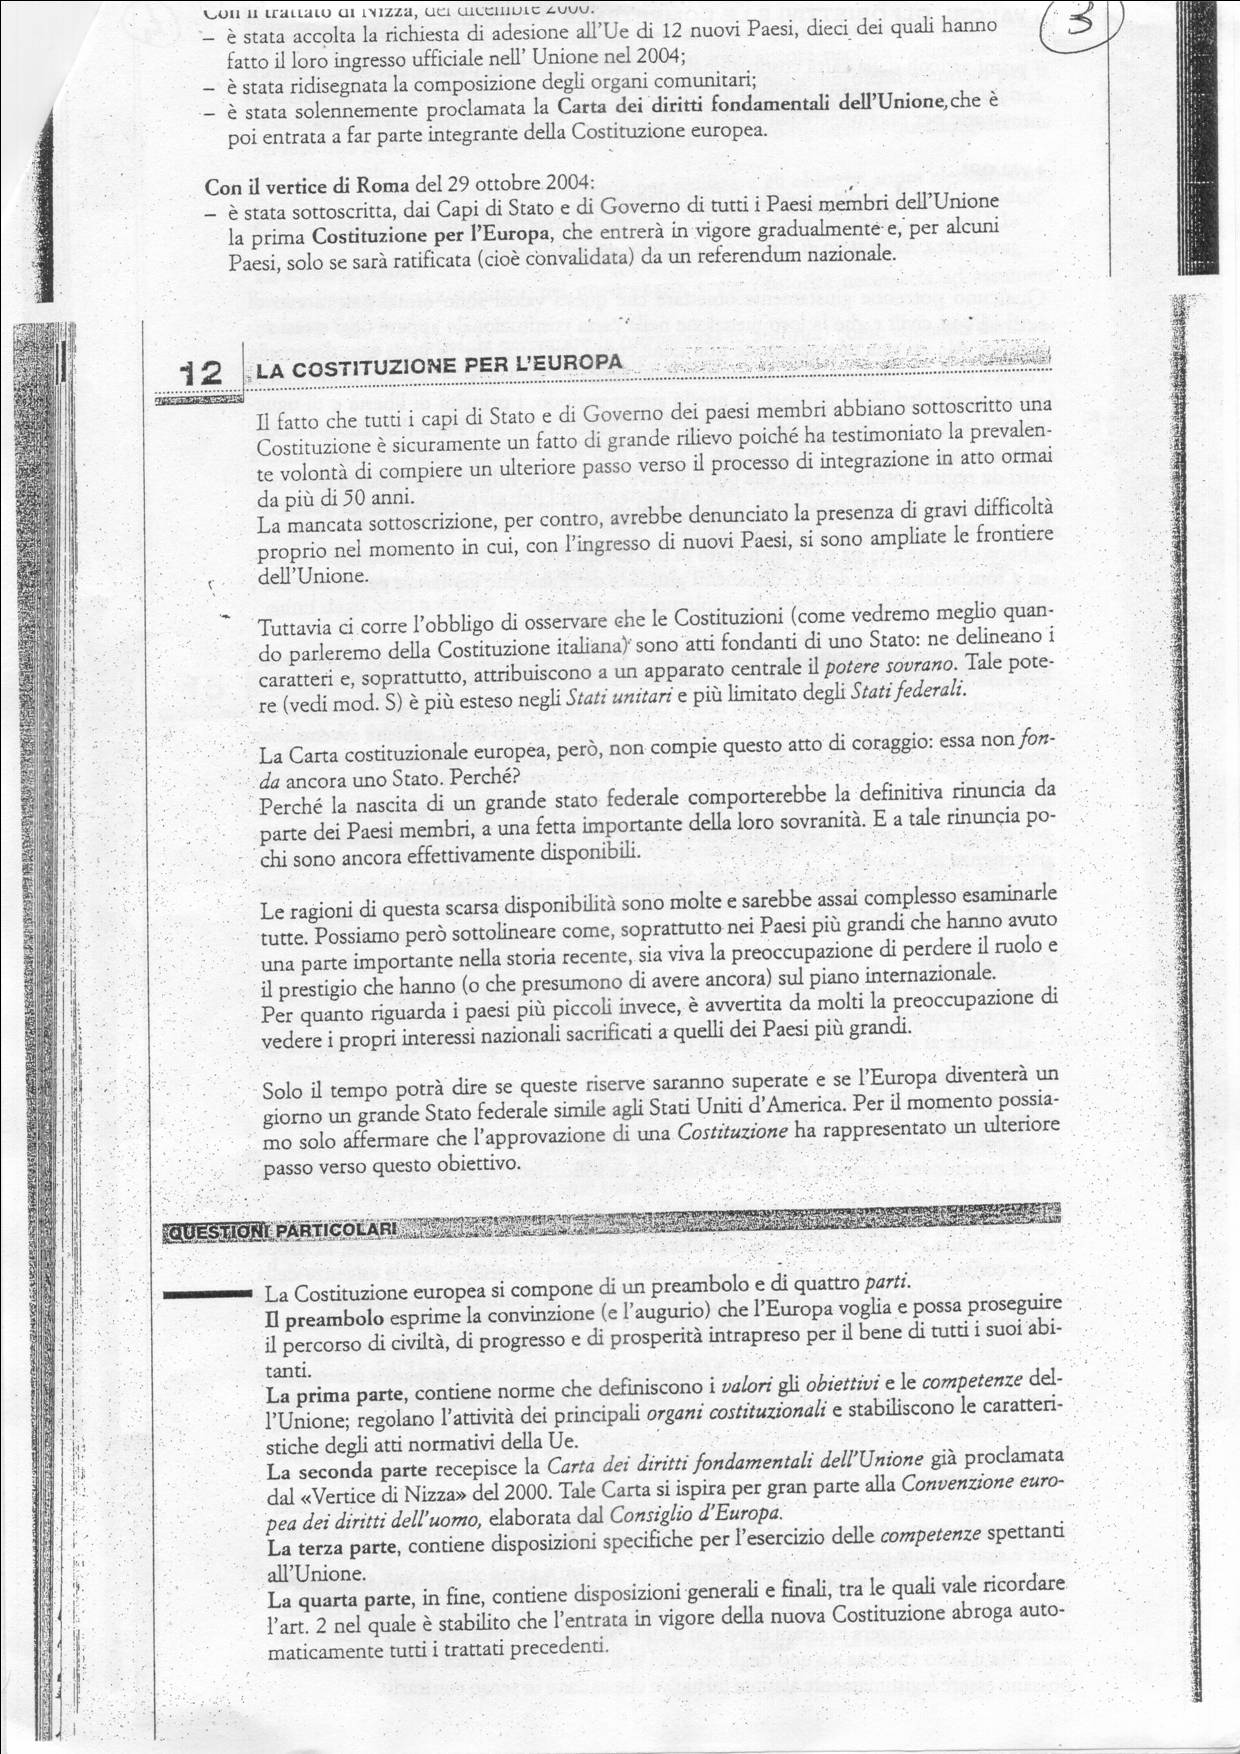 Con il trattato di Nizza, del dicembre 2000:
3
– è stata accolta la richiesta di adesione all'Ue di 12 nuovi Paesi, dieci dei quali hanno
fatto il loro ingresso ufficiale nell' Unione nel 2004;
– è stata ridisegnata la composizione degli organi comunitari;
– è stata solennemente proclamata la Carta dei diritti fondamentali dell'Unione, che è
poi entrata a far parte integrante della Costituzione europea.
Con il vertice di Roma del 29 ottobre 2004:
– è stata sottoscritta, dai Capi di Stato e di Governo di tutti i Paesi membri dell'Unione
la prima Costituzione per l'Europa, che entrerà in vigore gradualmente e, per alcuni
Paesi, solo se sarà ratificata (cioè convalidata) da un referendum nazionale.
12 LA COSTITUZIONE PER L'EUROPA
Il fatto che tutti i capi di Stato e di Governo dei paesi membri abbiano sottoscritto una
Costituzione è sicuramente un fatto di grande rilievo poiché ha testimoniato la prevalen-
te volontà di compiere un ulteriore passo verso il processo di integrazione in atto ormai
da più di 50 anni.
La mancata sottoscrizione, per contro, avrebbe denunciato la presenza di gravi difficoltà
proprio nel momento in cui, con l'ingresso di nuovi Paesi, si sono ampliate le frontiere
dell'Unione.
Tuttavia ci corre l'obbligo di osservare che le Costituzioni (come vedremo meglio quan-
do parleremo della Costituzione italiana) sono atti fondanti di uno Stato: ne delineano i
caratteri e, soprattutto, attribuiscono a un apparato centrale il potere sovrano. Tale pote-
re (vedi mod. S) è più esteso negli Stati unitari e più limitato degli Stati federali.
La Carta costituzionale europea, però, non compie questo atto di coraggio: essa non fon-
da ancora uno Stato. Perché?
Perché la nascita di un grande stato federale comporterebbe la definitiva rinuncia da
parte dei Paesi membri, a una fetta importante della loro sovranità. E a tale rinuncia po-
chi sono ancora effettivamente disponibili.
Le ragioni di questa scarsa disponibilità sono molte e sarebbe assai complesso esaminarle
tutte. Possiamo però sottolineare come, soprattutto nei Paesi più grandi che hanno avuto
una parte importante nella storia recente, sia viva la preoccupazione di perdere il ruolo e
il prestigio che hanno (o che presumono di avere ancora) sul piano internazionale.
Per quanto riguarda i paesi più piccoli invece, è avvertita da molti la preoccupazione di
vedere i propri interessi nazionali sacrificati a quelli dei Paesi più grandi.
Solo il tempo potrà dire se queste riserve saranno superate e se l'Europa diventerà un
giorno un grande Stato federale simile agli Stati Uniti d'America. Per il momento possia-
mo solo affermare che l'approvazione di una Costituzione ha rappresentato un ulteriore
passo verso questo obiettivo.
QUESTIONI PARTICOLARI
La Costituzione europea si compone di un preambolo e di quattro parti.
Il preambolo esprime la convinzione (e l'augurio) che l'Europa voglia e possa proseguire
il percorso di civiltà, di progresso e di prosperità intrapreso per il bene di tutti i suoi abi-
tanti.
La prima parte, contiene norme che definiscono i valori gli obiettivi e le competenze del-
l'Unione; regolano l'attività dei principali organi costituzionali e stabiliscono le caratteri-
stiche degli atti normativi della Ue.
La seconda parte recepisce la Carta dei diritti fondamentali dell'Unione già proclamata
dal «Vertice di Nizza» del 2000. Tale Carta si ispira per gran parte alla Convenzione euro-
pea dei diritti dell'uomo, elaborata dal Consiglio d'Europa.
La terza parte, contiene disposizioni specifiche per l'esercizio delle competenze spettanti
all'Unione.
La quarta parte, in fine, contiene disposizioni generali e finali, tra le quali vale ricordare
l'art. 2 nel quale è stabilito che l'entrata in vigore della nuova Costituzione abroga auto-
maticamente tutti i trattati precedenti.